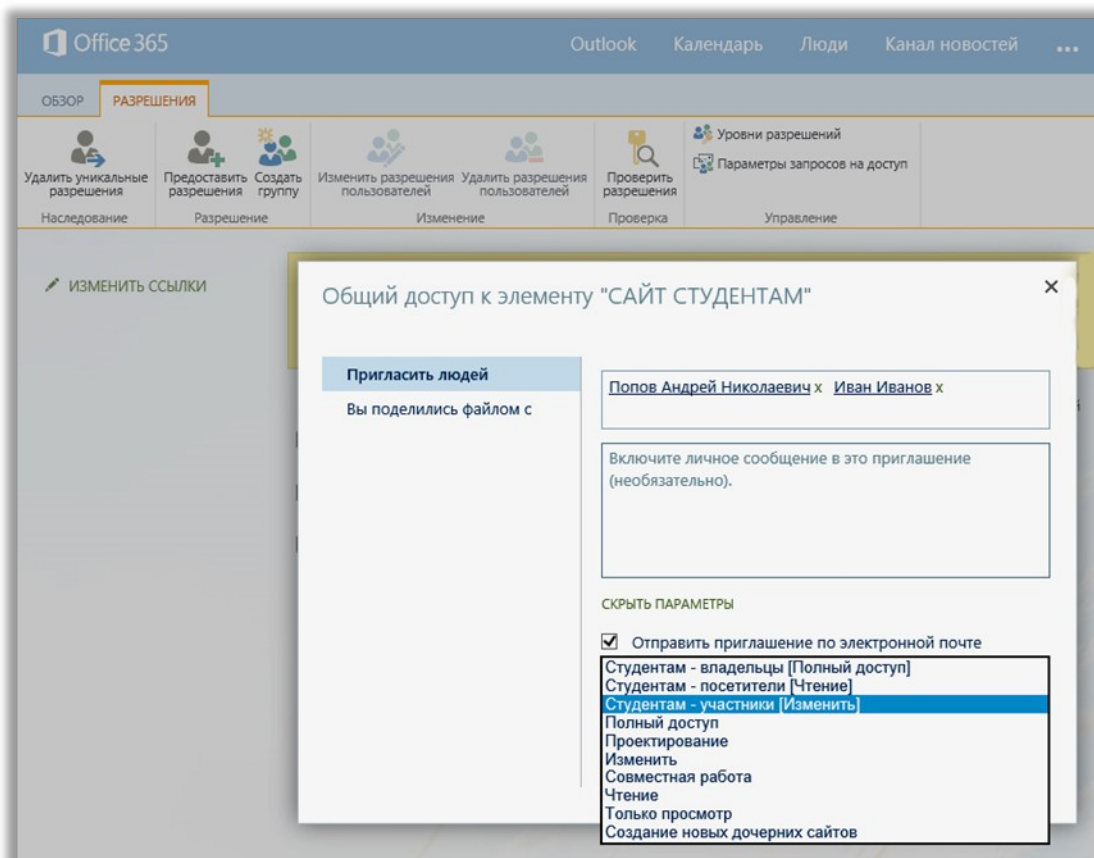 Office 365
Outlook Календарь Люди Канал новостей ...
ОБЗОР РАЗРЕШЕНИЯ
Удалить уникальные разрешения
Предоставить разрешения
Создать группу
Изменить разрешения пользователей
Удалить разрешения пользователей
Проверить разрешения
Уровни разрешений
Параметры запросов на доступ
Наследование Разрешение Изменение Проверка Управление
ИЗМЕНИТЬ ССЫЛКИ
Общий доступ к элементу "САЙТ СТУДЕНТАМ"
Пригласить людей
Вы поделились файлом с
Попов Андрей Николаевич x Иван Иванов x
Включите личное сообщение в это приглашение
(необязательно).
СКРЫТЬ ПАРАМЕТРЫ
Отправить приглашение по электронной почте
Студентам - владельцы [Полный доступ]
Студентам - посетители [Чтение]
Студентам - участники [Изменить]
Полный доступ
Проектирование
Изменить
Совместная работа
Чтение
Только просмотр
Создание новых дочерних сайтов